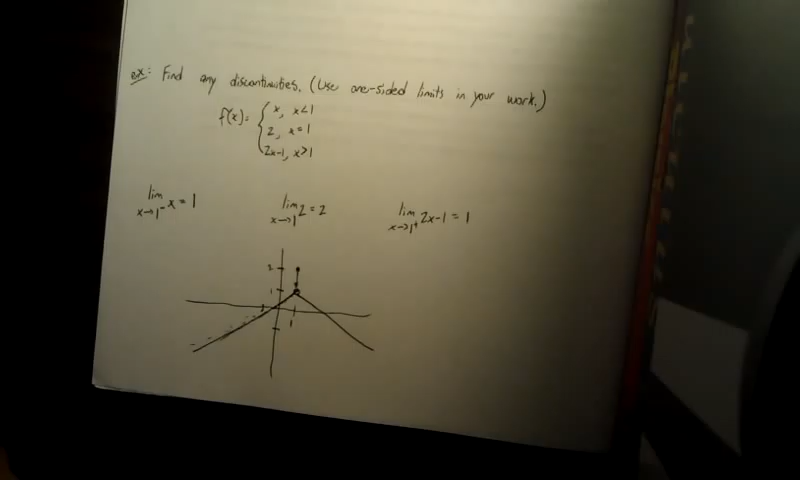 ex: Find any discontinuities. (Use one-sided limits in your work.)
f(x)= { x, x<1
2, x=1
2x-1, x>1
lim x→1⁻ x = 1
lim x→1 2 = 2
lim x→1⁺ 2x-1 = 1
2
1
1